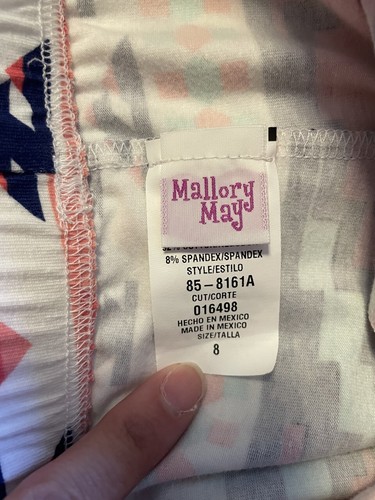 Mallory
May
8% SPANDEX/SPANDEX
STYLE/ESTILO
85-8161A
CUT/CORTE
016498
HECHO EN MEXICO
MADE IN MEXICO
SIZE/TALLA
8